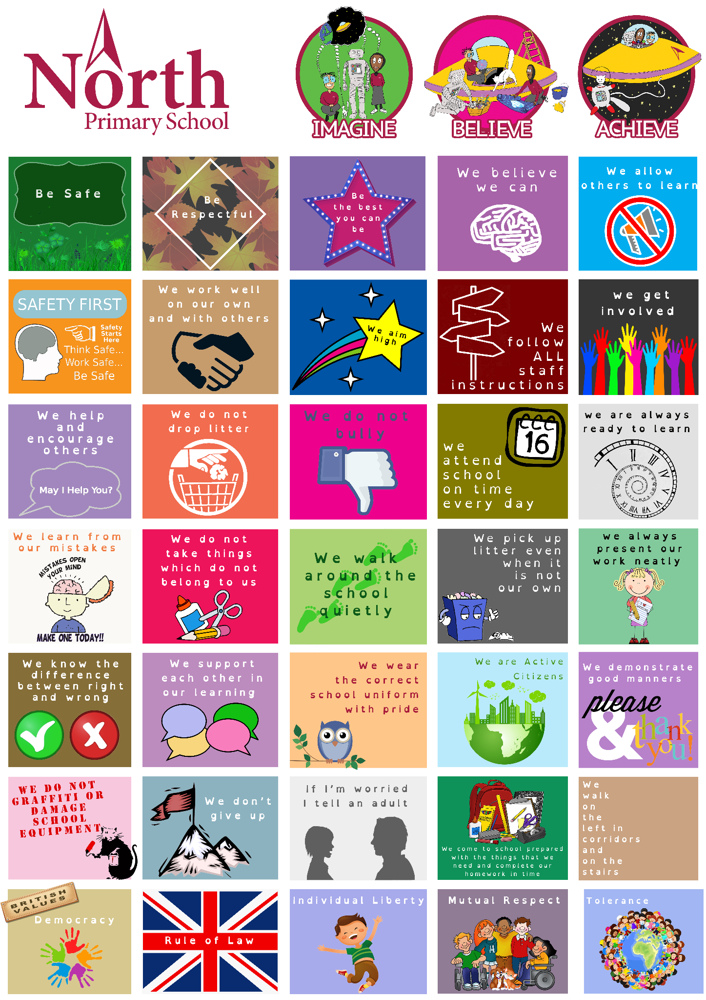 North
Primary School
IMAGINE
BELIEVE
ACHIEVE
Be Safe
Be
Respectful
Be
the best
you can
be
We believe
we can
We allow
others to learn
SAFETY FIRST
Safety
Starts
Here
Think Safe...
Work Safe...
Be Safe
We work well
on our own
and with others
We aim
high
We
follow
ALL
staff
instructions
we get
involved
We help
and
encourage
others
May I Help You?
We do not
drop litter
We do not
bully
16
we
attend
school
on time
every day
we are always
ready to learn
I II III IV V VI VII VIII IX X XI
We learn from
our mistakes
MISTAKES OPEN
YOUR MIND
MAKE ONE TODAY!!
We do not
take things
which do not
belong to us
We walk
around the
school
quietly
We pick up
litter even
when it
is not
our own
we always
present our
work neatly
We know the
difference
between right
and wrong
We support
each other in
our learning
We wear
the correct
school uniform
with pride
We are Active
Citizens
We demonstrate
good manners
please
&
thank
you!
WE DO NOT
GRAFFITI OR
DAMAGE
SCHOOL
EQUIPMENT
We don't
give up
If I'm worried
I tell an adult
We come to school prepared
with the things that we
need and complete our
homework in time
We
walk
on
the
left in
corridors
and
on the
stairs
BRITISH
VALUES
Democracy
Rule of Law
Individual Liberty
Mutual Respect
H
Tolerance